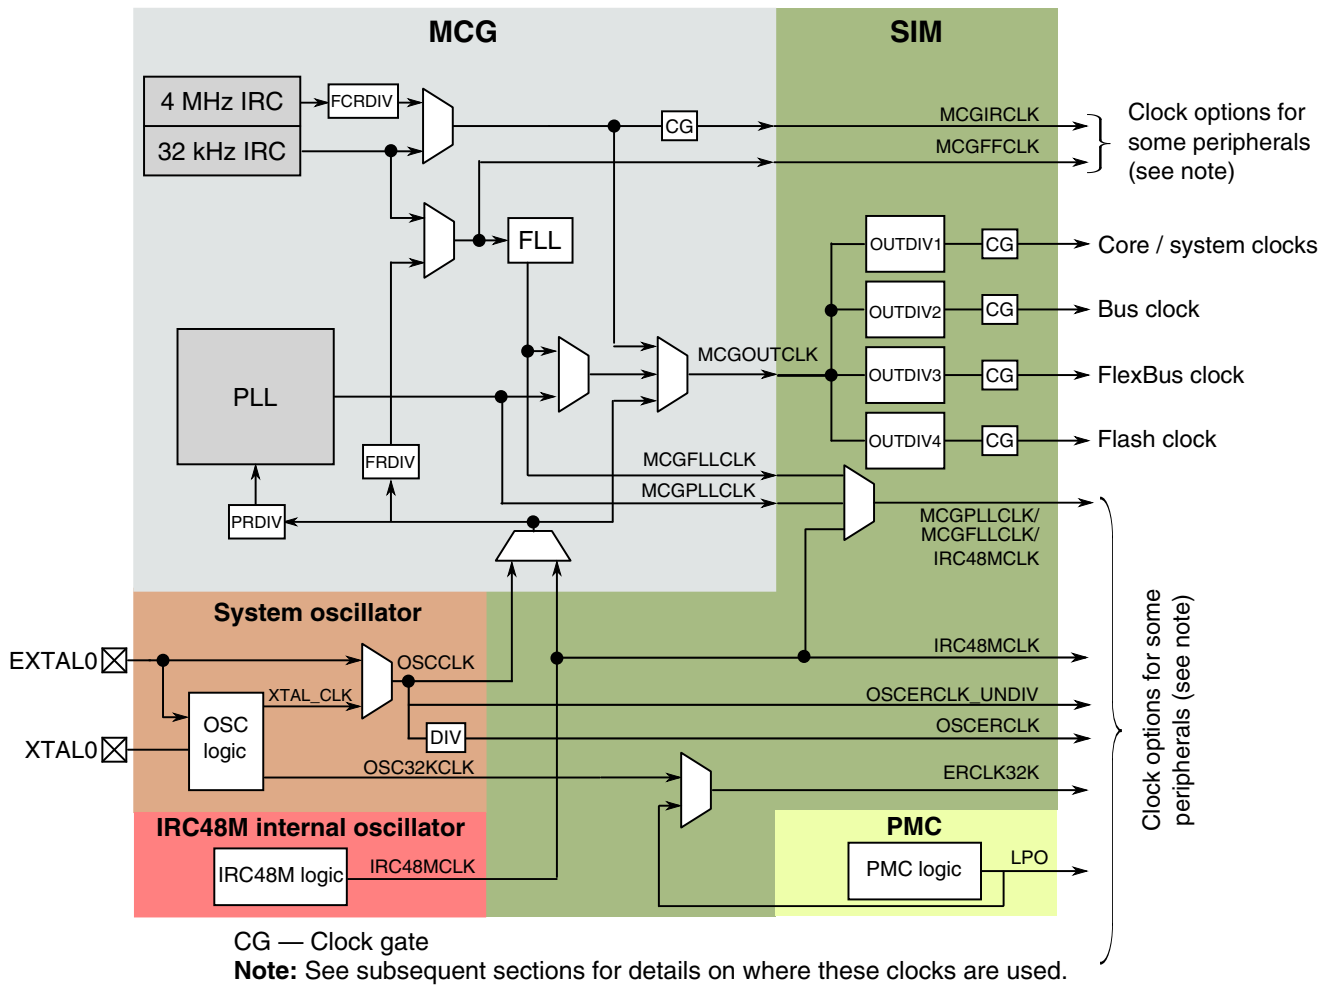 MCG
SIM
4 MHz IRC
FCRDIV
32 kHz IRC
CG
MCGIRCLK
MCGFFCLK
Clock options for
some peripherals
(see note)
FLL
OUTDIV1
CG
Core / system clocks
OUTDIV2
CG
Bus clock
MCGOUTCLK
OUTDIV3
CG
FlexBus clock
PLL
OUTDIV4
CG
Flash clock
FRDIV
MCGFLLCLK
MCGPLLCLK
PRDIV
MCGPLLCLK/
MCGFLLCLK/
IRC48MCLK
System oscillator
EXTAL0
OSCCLK
IRC48MCLK
XTAL_CLK
OSCERCLK_UNDIV
OSC
logic
XTAL0
DIV
OSCERCLK
OSC32KCLK
ERCLK32K
Clock options for some
peripherals (see note)
IRC48M internal oscillator
IRC48M logic
IRC48MCLK
PMC
PMC logic
LPO
CG — Clock gate
Note: See subsequent sections for details on where these clocks are used.